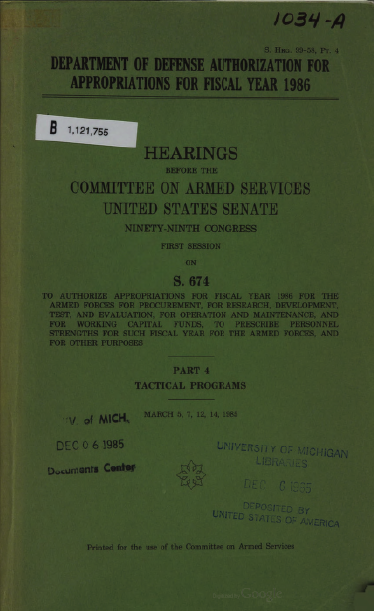 1034-A
S. HRG. 99-58, PT. 4
DEPARTMENT OF DEFENSE AUTHORIZATION FOR
APPROPRIATIONS FOR FISCAL YEAR 1986
B 1,121,755
HEARINGS
BEFORE THE
COMMITTEE ON ARMED SERVICES
UNITED STATES SENATE
NINETY-NINTH CONGRESS
FIRST SESSION
ON
S. 674
TO AUTHORIZE APPROPRIATIONS FOR FISCAL YEAR 1986 FOR THE
ARMED FORCES FOR PROCUREMENT, FOR RESEARCH, DEVELOPMENT,
TEST, AND EVALUATION, FOR OPERATION AND MAINTENANCE, AND
FOR WORKING CAPITAL FUNDS, TO PRESCRIBE PERSONNEL
STRENGTHS FOR SUCH FISCAL YEAR FOR THE ARMED FORCES, AND
FOR OTHER PURPOSES
PART 4
TACTICAL PROGRAMS
MARCH 7, 12, 14, 1985
V. of MICH.
DEC 06 1985
Documents Center
UNIVERSITY OF MICHIGAN
LIBRARIES
DEC 6 1985
DEPOSITED BY
UNITED STATES OF AMERICA
Printed for the use of the Committee on Armed Services
Google